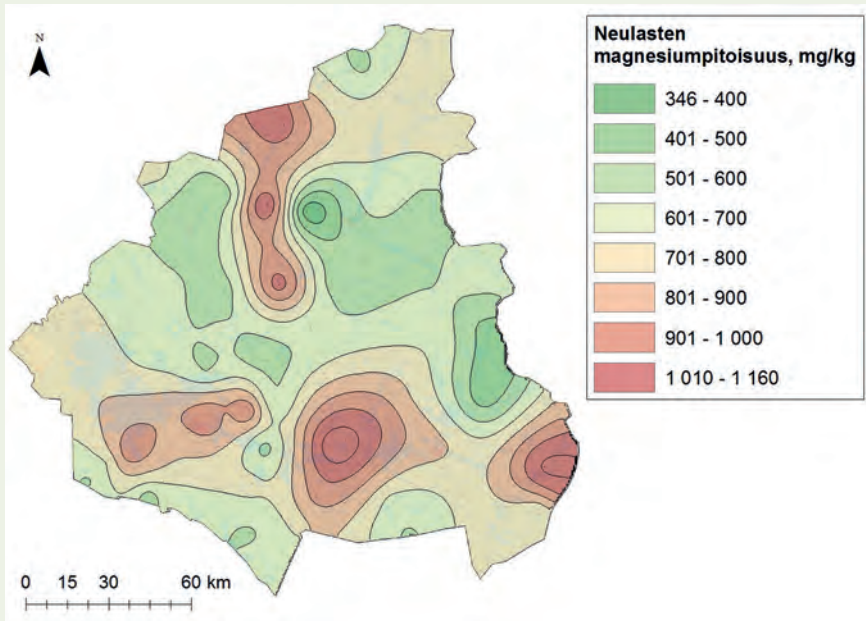 N
Neulasten
magnesiumpitoisuus, mg/kg
346 - 400
401 - 500
501 - 600
601 - 700
701 - 800
801 - 900
901 - 1 000
1 010 - 1 160
0 15 30 60 km